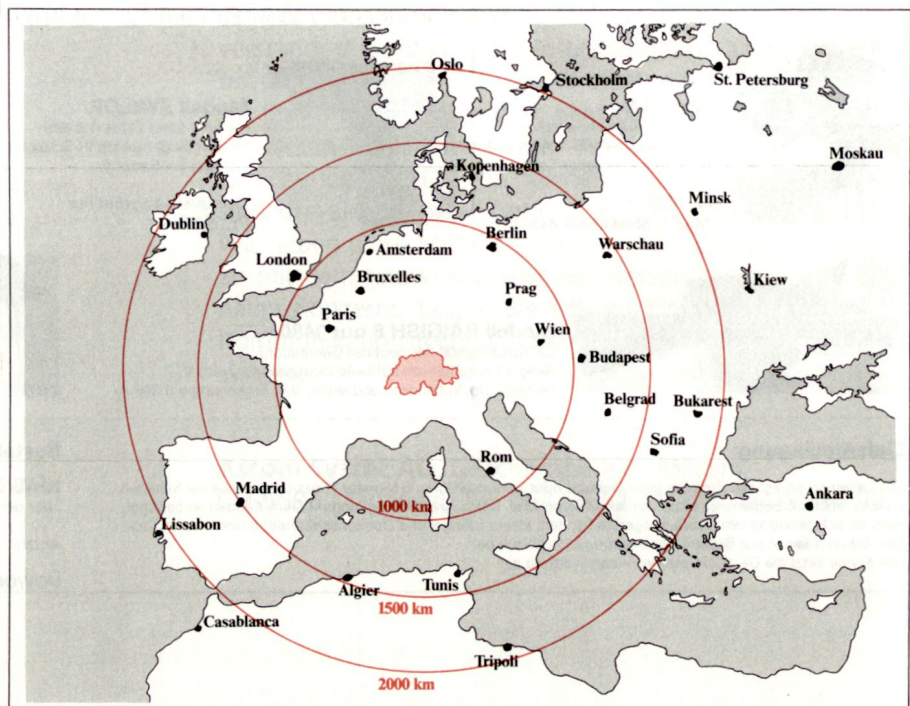 Oslo
Stockholm
St. Petersburg
Moskau
Kopenhagen
Minsk
Dublin
Berlin
Warschau
Amsterdam
London
Bruxelles
Prag
Kiew
Paris
Wien
Budapest
Belgrad
Bukarest
Sofia
Rom
Madrid
Ankara
1000 km
Lissabon
Algier
Tunis
1500 km
Casablanca
Tripoli
2000 km